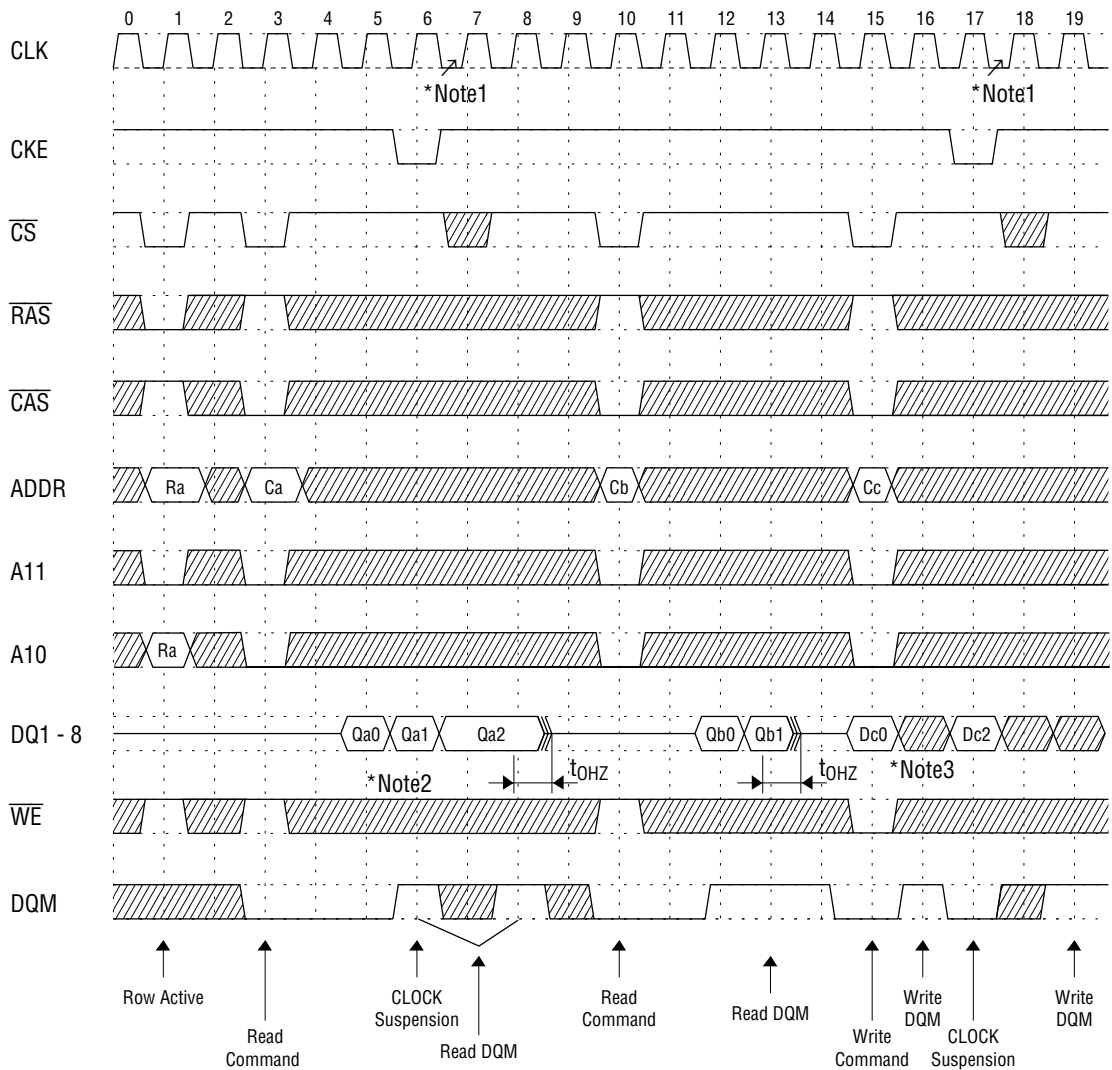 0 1 2 3 4 5 6 7 8 9 10 11 12 13 14 15 16 17 18 19
CLK
*Note1 *Note1
CKE
CS
RAS
CAS
ADDR Ra Ca Cb Cc
A11
A10 Ra
DQ1 - 8 Qa0 Qa1 Qa2 Qb0 Qb1 Dc0 Dc2
*Note2 tOHZ tOHZ *Note3
WE
DQM
Row Active
Read
Command
CLOCK
Suspension
Read DQM
Read
Command
Read DQM
Write
Command
Write
DQM
CLOCK
Suspension
Write
DQM